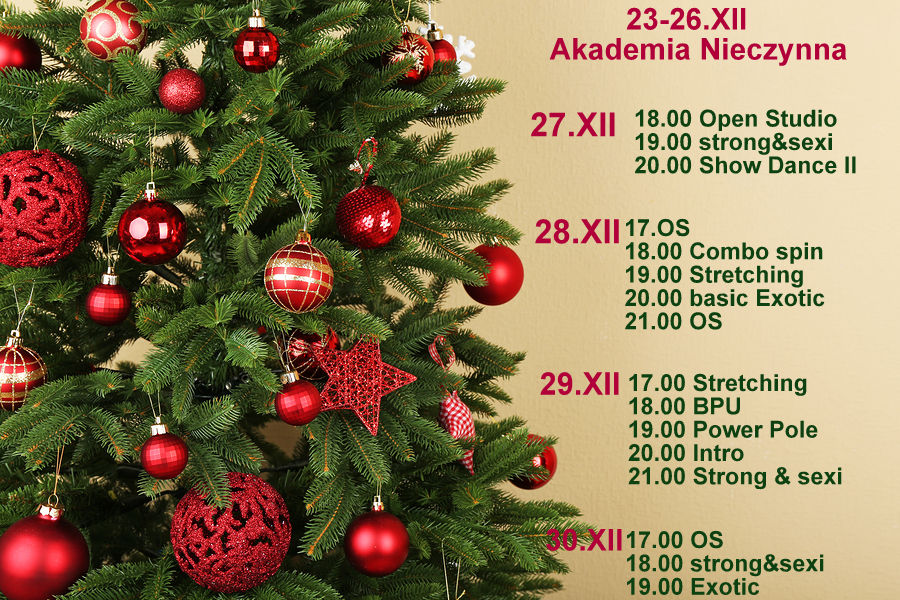 23-26.XII
Akademia Nieczynna
27.XII
18.00 Open Studio
19.00 strong&sexi
20.00 Show Dance II
28.XII
17.OS
18.00 Combo spin
19.00 Stretching
20.00 basic Exotic
21.00 OS
29.XII
17.00 Stretching
18.00 BPU
19.00 Power Pole
20.00 Intro
21.00 Strong & sexi
30.XII
17.00 OS
18.00 strong&sexi
19.00 Exotic